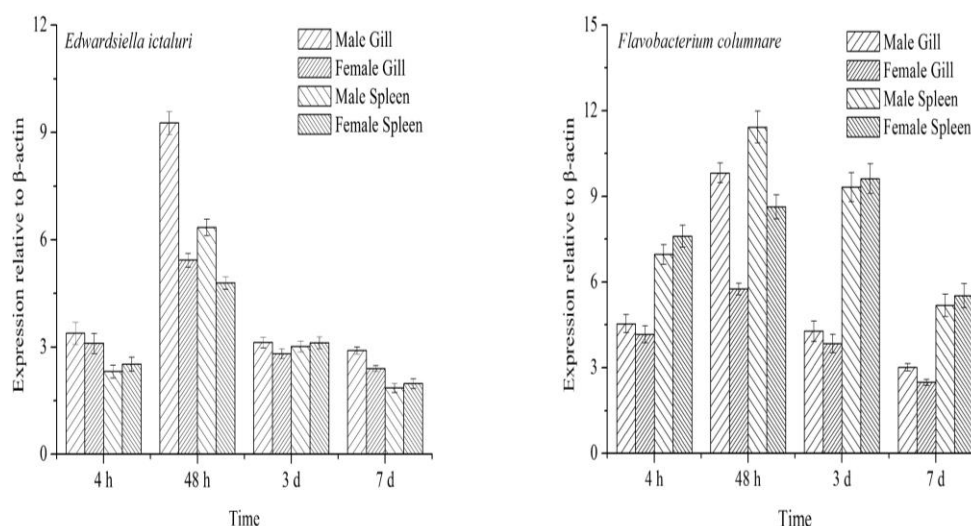 Expression relative to β-actin
12
9
6
3
0
Edwardsiella ictaluri
Male Gill
Female Gill
Male Spleen
Female Spleen
4 h
48 h
3 d
7 d
Time
Expression relative to β-actin
15
12
9
6
3
0
Flavobacterium columnare
Male Gill
Female Gill
Male Spleen
Female Spleen
4 h
48 h
3 d
7 d
Time